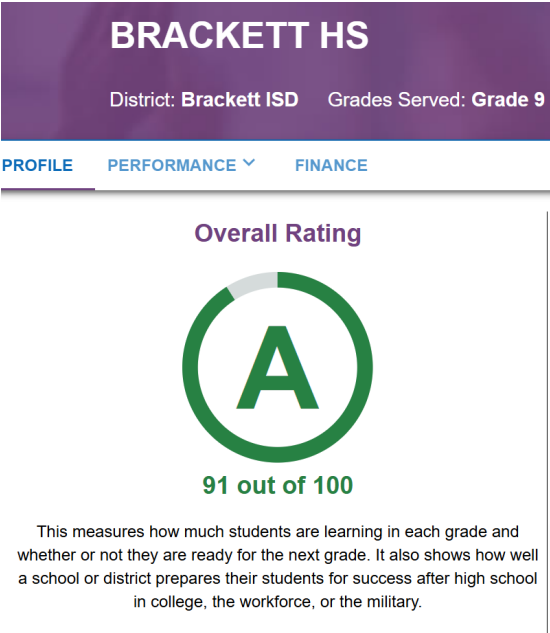 BRACKETT HS
District: Brackett ISD Grades Served: Grade 9
PROFILE PERFORMANCE FINANCE
Overall Rating
A
91 out of 100
This measures how much students are learning in each grade and
whether or not they are ready for the next grade. It also shows how well
a school or district prepares their students for success after high school
in college, the workforce, or the military.